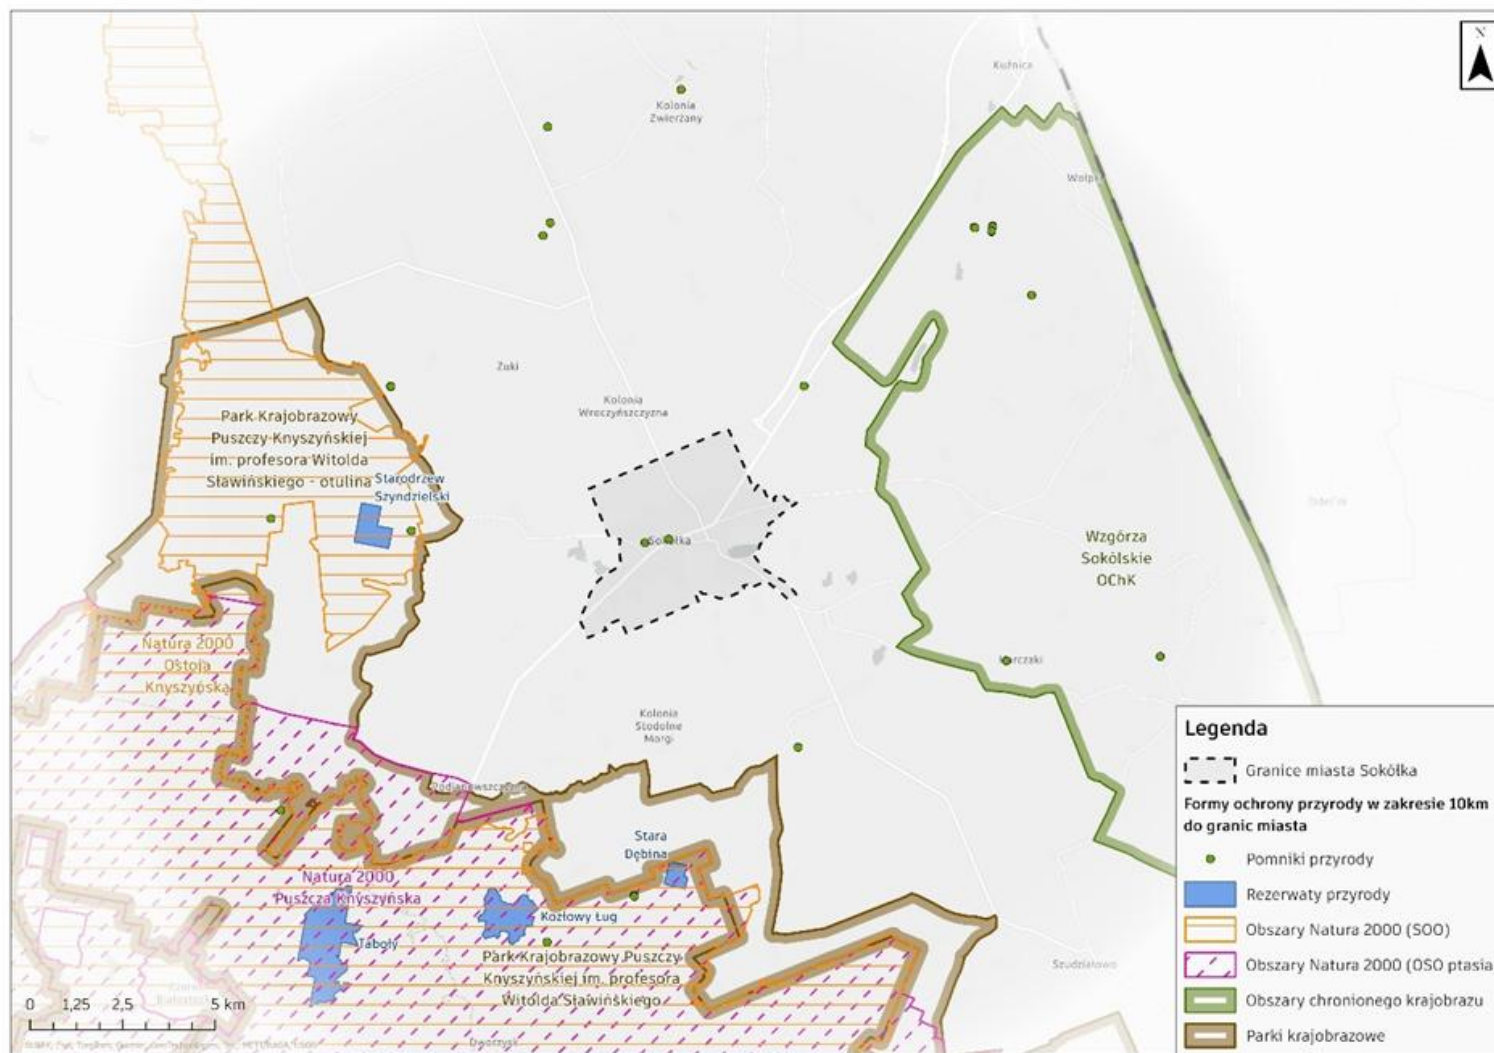 N
Kuźnica
Kolonia
Zwierżany
Żuki
Kolonia
Wroczyńszczyzna
Park Krajobrazowy
Puszczy Knyszyńskiej
im. profesora Witolda
Sławińskiego - otulina
Starodrzew
Szyndzielski
Sokółka
Wzgórza
Sokólskie
OChK
Natura 2000
Ostoja
Knyszyńska
Kolonia
Stodolne
Morgi
Stara
Dębina
Natura 2000
Puszcza Knyszyńska
Kozłowy Ług
Taboły
Park Krajobrazowy Puszczy
Knyszyńskiej im. profesora
Witolda Sławińskiego
Szudziałowo
0 1,25 2,5 5 km
Legenda
Granice miasta Sokółka
Formy ochrony przyrody w zakresie 10km
do granic miasta
Pomniki przyrody
Rezerwaty przyrody
Obszary Natura 2000 (SOO)
Obszary Natura 2000 (OSO ptasia
Obszary chronionego krajobrazu
Parki krajobrazowe